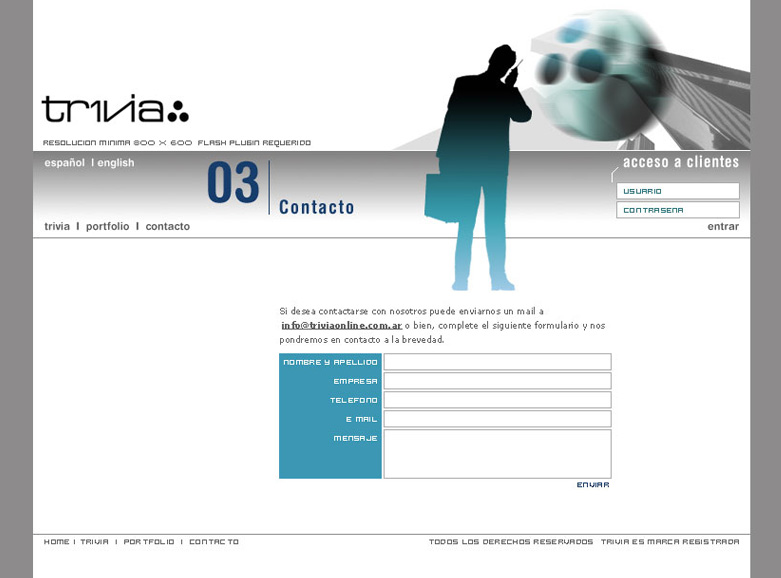 trivia
RESOLUCION MINIMA 800 X 600 FLASH PLUGIN REQUERIDO
español I english
03
Contacto
acceso a clientes
USUARIO
CONTRASENA
entrar
trivia I portfolio I contacto
Si desea contactarse con nosotros puede enviarnos un mail a
info@triviaonline.com.ar o bien, complete el siguiente formulario y nos
pondremos en contacto a la brevedad.
NOMBRE Y APELLIDO
EMPRESA
TELEFONO
E MAIL
MENSAJE
ENVIAR
HOME I TRIVIA I PORTFOLIO I CONTACTO
TODOS LOS DERECHOS RESERVADOS TRIVIA ES MARCA REGISTRADA